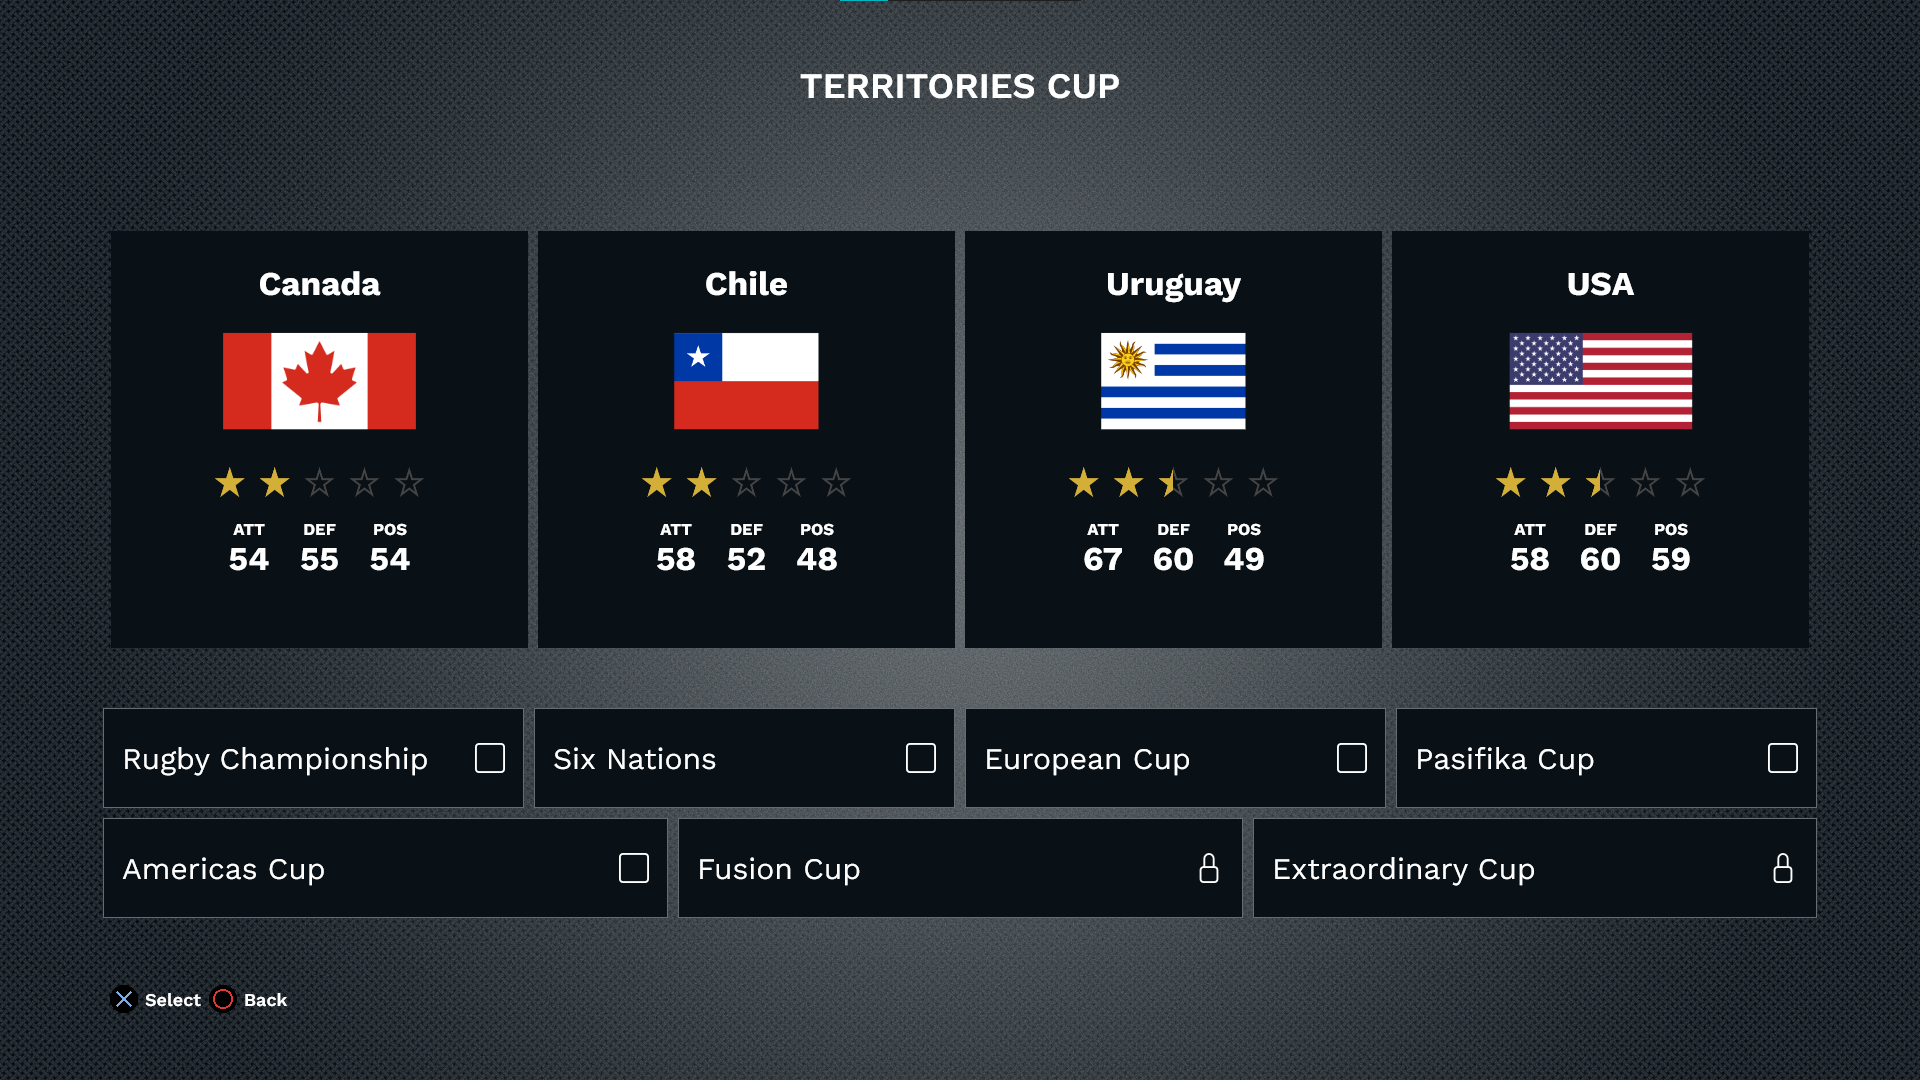 TERRITORIES CUP
Canada
ATT DEF POS
54 55 54
Chile
ATT DEF POS
58 52 48
Uruguay
ATT DEF POS
67 60 49
USA
ATT DEF POS
58 60 59
Rugby Championship
Six Nations
European Cup
Pasifika Cup
Americas Cup
Fusion Cup
Extraordinary Cup
Select Back